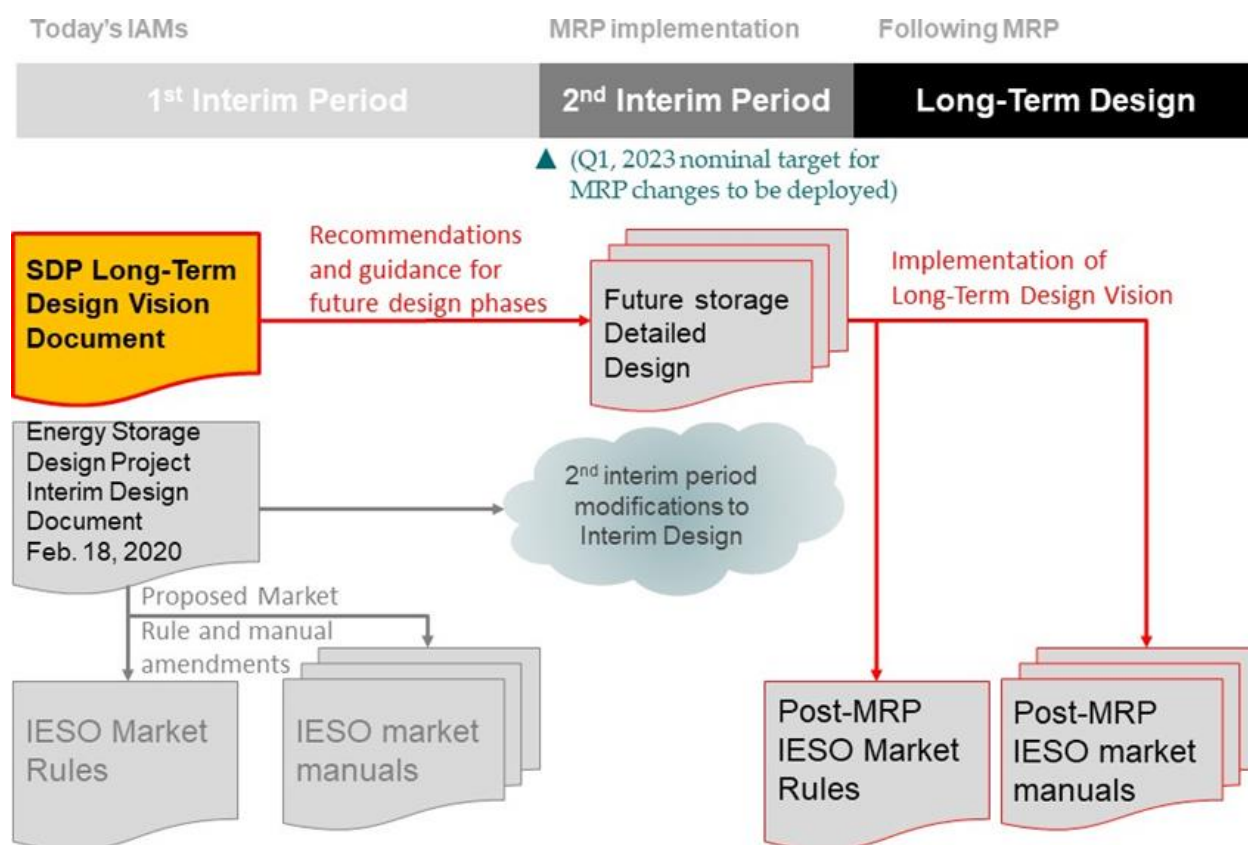 Today's IAMs
MRP implementation
Following MRP
1st Interim Period
2nd Interim Period
Long-Term Design
▲ (Q1, 2023 nominal target for
MRP changes to be deployed)
SDP Long-Term
Design Vision
Document
Recommendations
and guidance for
future design phases
Future storage
Detailed
Design
Implementation of
Long-Term Design Vision
Energy Storage
Design Project
Interim Design
Document
Feb. 18, 2020
2nd interim period
modifications to
Interim Design
Proposed Market
Rule and manual
amendments
IESO Market
Rules
IESO market
manuals
Post-MRP
IESO Market
Rules
Post-MRP
IESO market
manuals